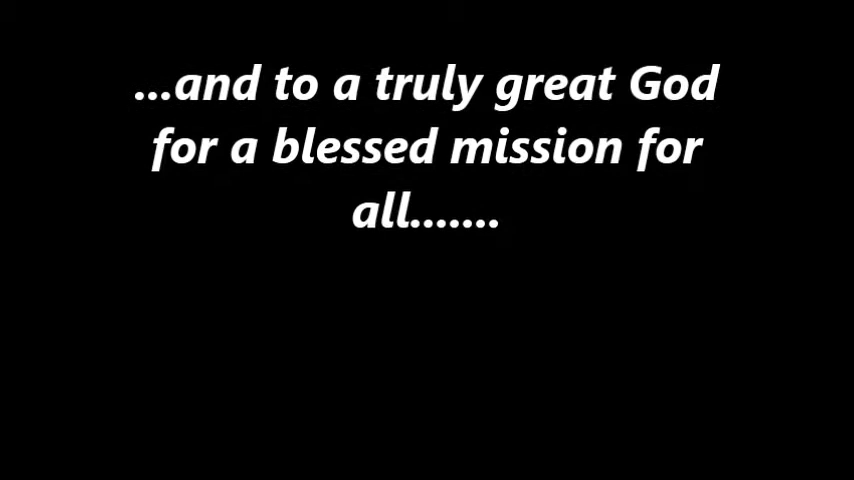 ...and to a truly great God
for a blessed mission for
all.......